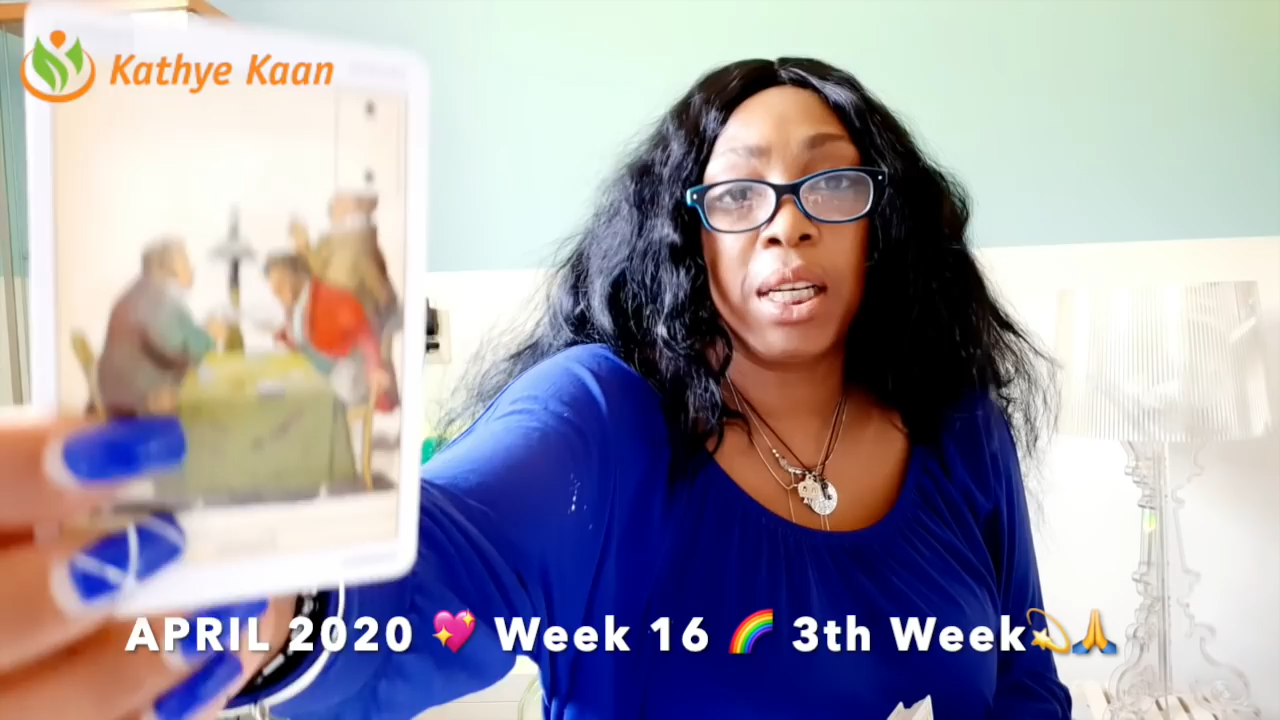 Kathye Kaan
APRIL 2020 💖 Week 16 🌈 3th Week💫🙏